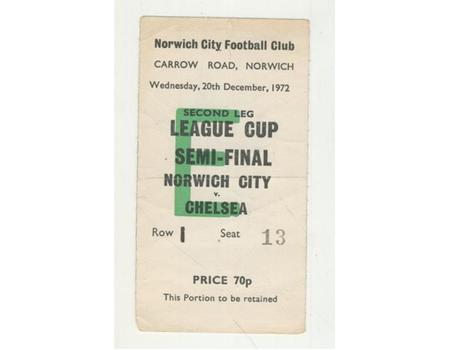 Norwich City Football Club
CARROW ROAD, NORWICH
Wednesday, 20th December, 1972
E
SECOND LEG
LEAGUE CUP
SEMI-FINAL
NORWICH CITY
v.
CHELSEA
Row I Seat 13
PRICE 70p
This Portion to be retained